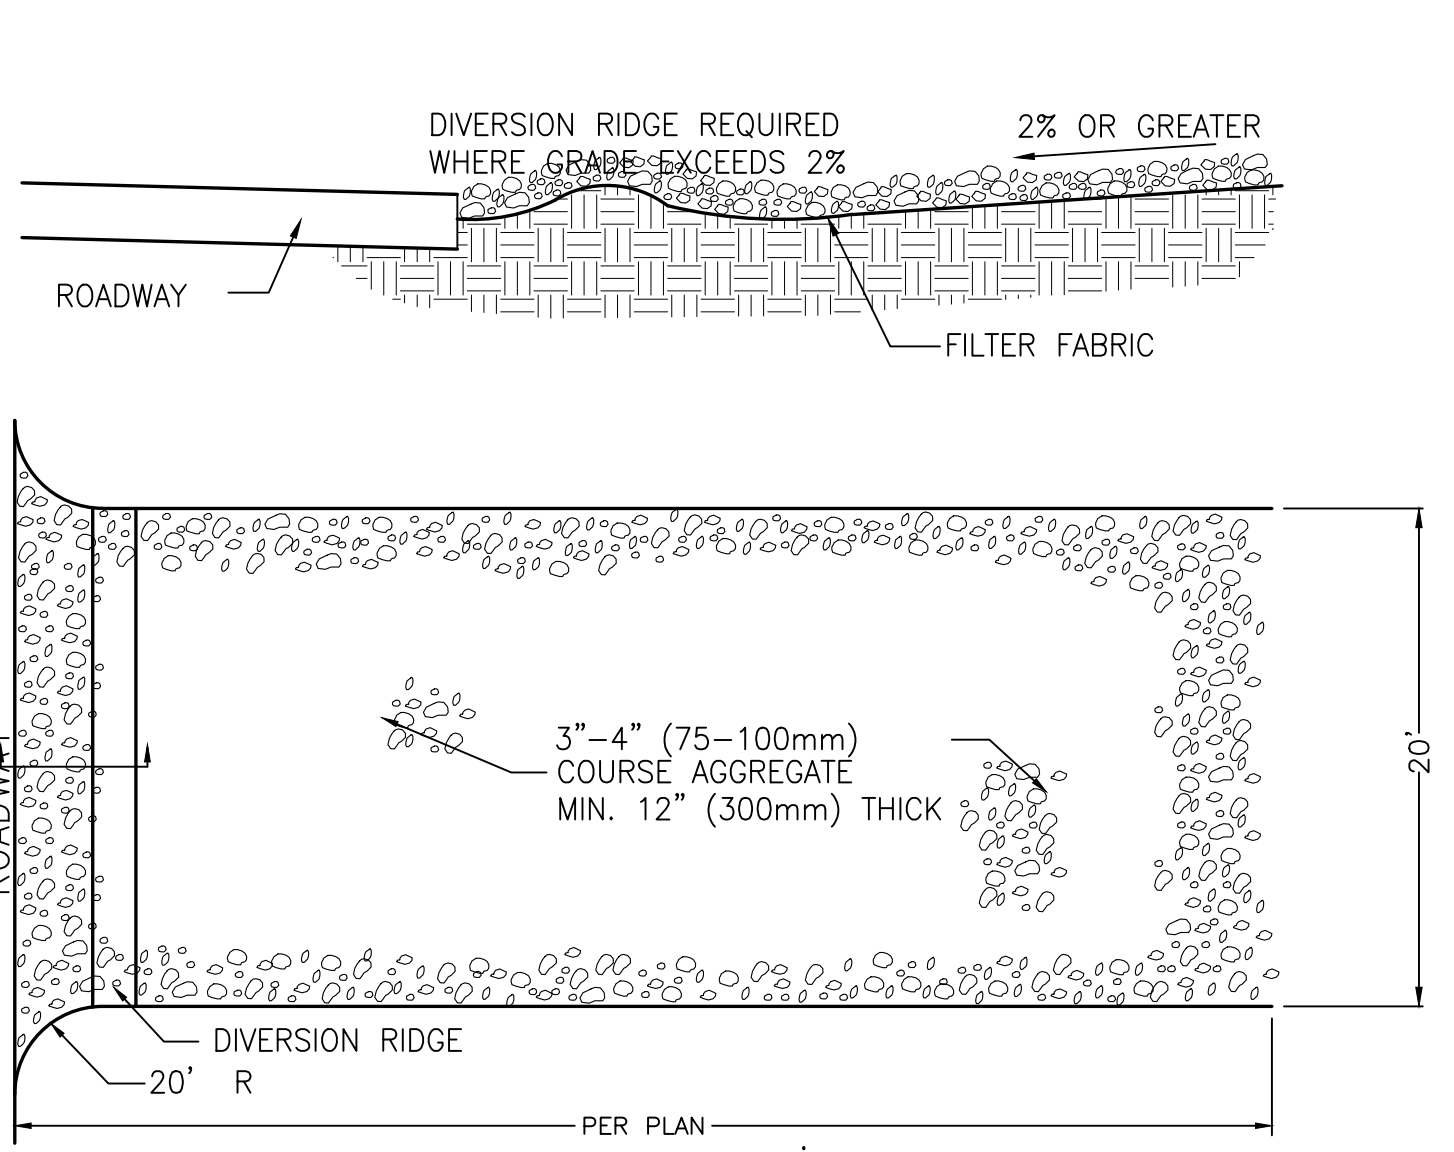 DIVERSION RIDGE REQUIRED
WHERE GRADE EXCEEDS 2%
2% OR GREATER
ROADWAY
FILTER FABRIC
ROADWAY
3"-4" (75-100mm)
COURSE AGGREGATE
MIN. 12" (300mm) THICK
20'
DIVERSION RIDGE
20' R
PER PLAN